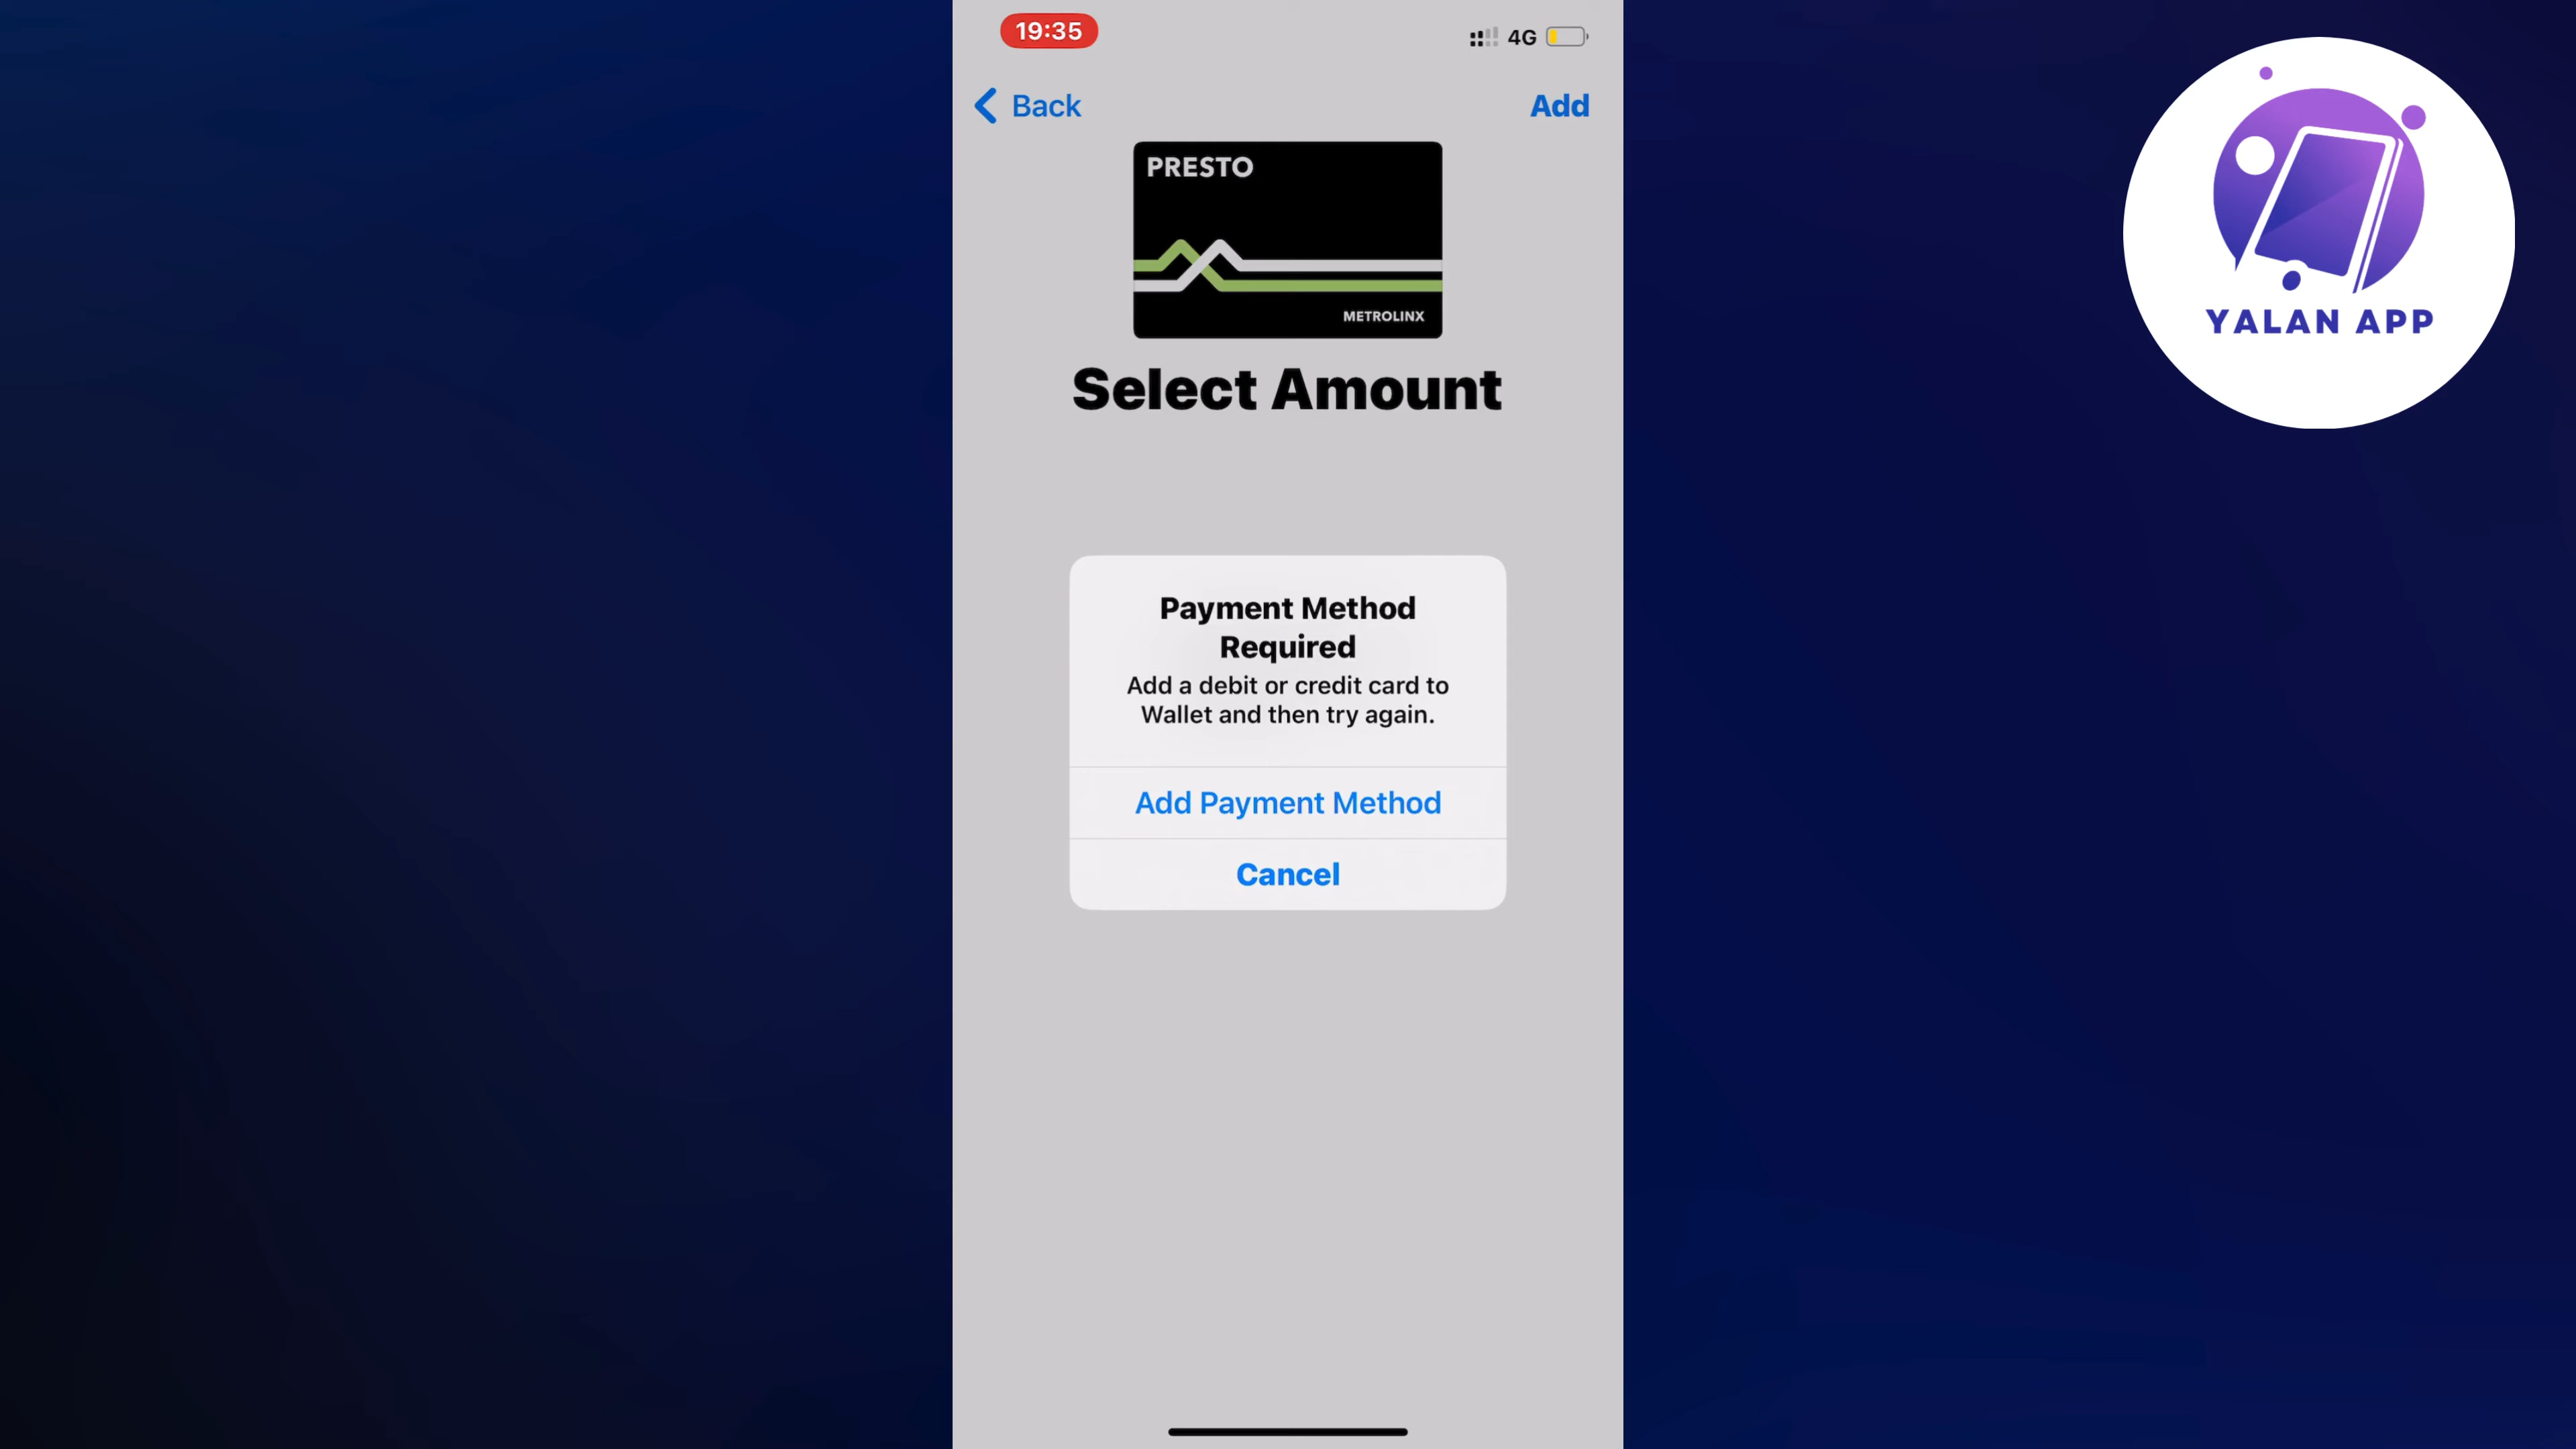 19:35
4G
Back
Add
PRESTO
METROLINX
Select Amount
Payment Method
Required
Add a debit or credit card to
Wallet and then try again.
Add Payment Method
Cancel
YALAN APP